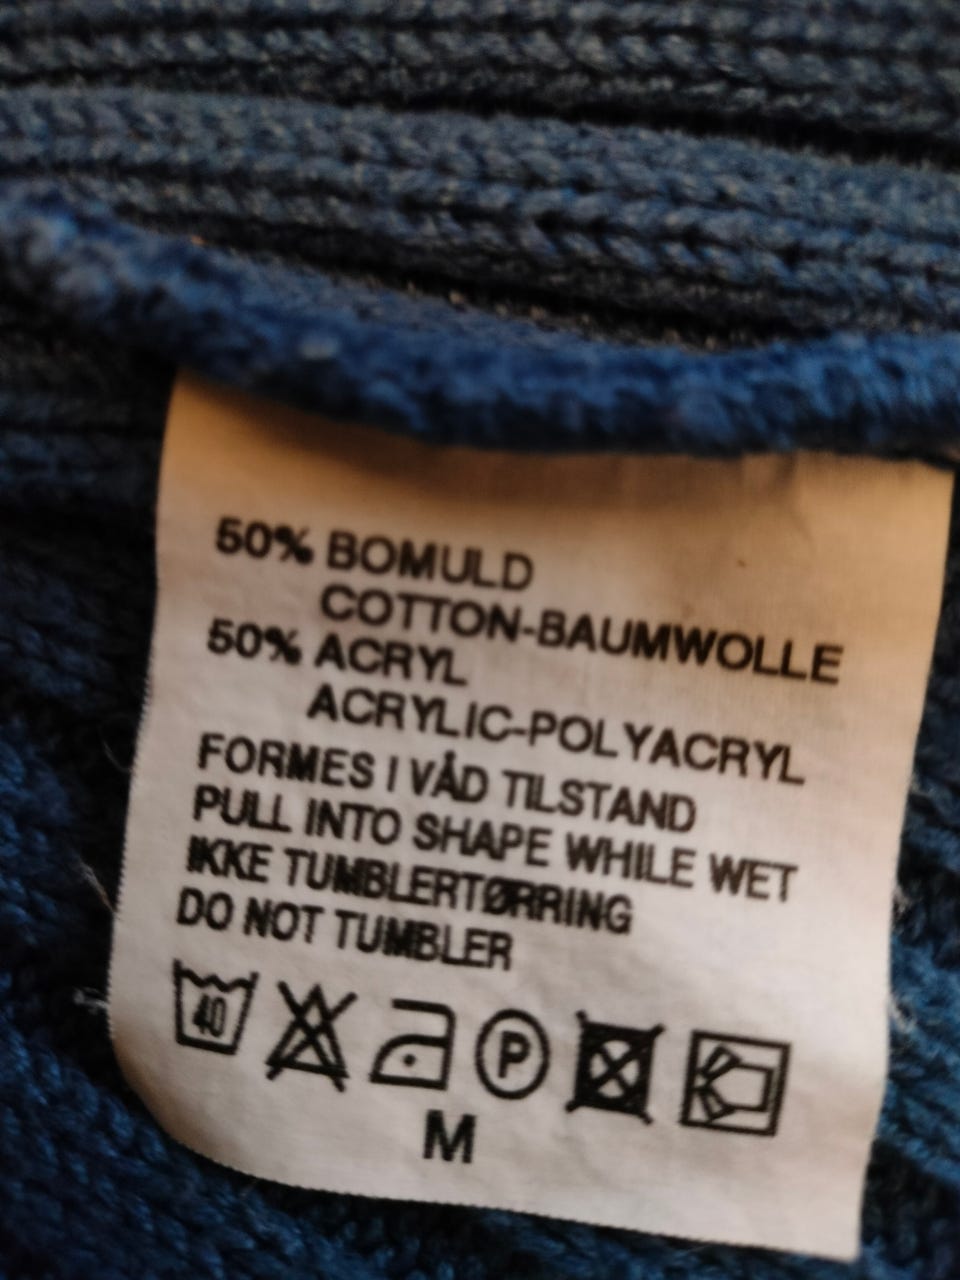 50% BOMULD
COTTON-BAUMWOLLE
50% ACRYL
ACRYLIC-POLYACRYL
FORMES I VÅD TILSTAND
PULL INTO SHAPE WHILE WET
IKKE TUMBLERTØRRING
DO NOT TUMBLER
40 P
M